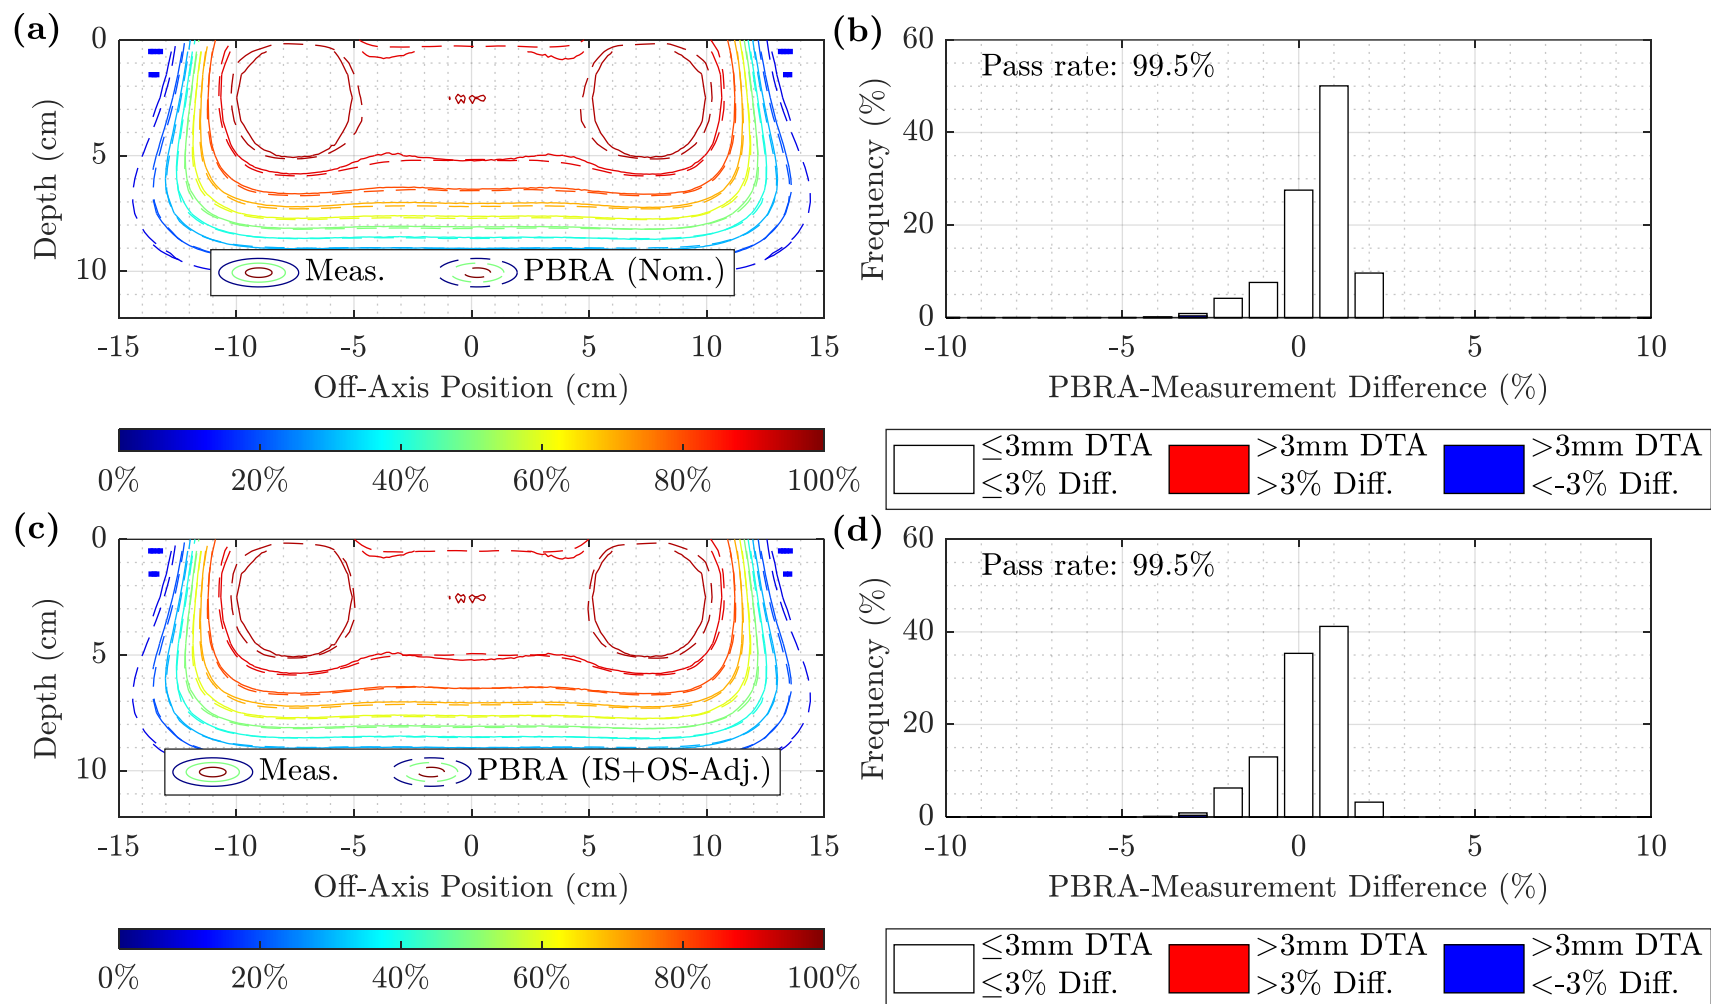 (a)
0
5
10
Depth (cm)
Meas.
PBRA (Nom.)
-15 -10 -5 0 5 10 15
Off-Axis Position (cm)
0% 20% 40% 60% 80% 100%
(b)
60
40
20
0
Frequency (%)
Pass rate: 99.5%
-10 -5 0 5 10
PBRA-Measurement Difference (%)
≤3mm DTA >3mm DTA >3mm DTA
≤3% Diff. >3% Diff. <-3% Diff.
(c)
0
5
10
Depth (cm)
Meas.
PBRA (IS+OS-Adj.)
-15 -10 -5 0 5 10 15
Off-Axis Position (cm)
0% 20% 40% 60% 80% 100%
(d)
60
40
20
0
Frequency (%)
Pass rate: 99.5%
-10 -5 0 5 10
PBRA-Measurement Difference (%)
≤3mm DTA >3mm DTA >3mm DTA
≤3% Diff. >3% Diff. <-3% Diff.